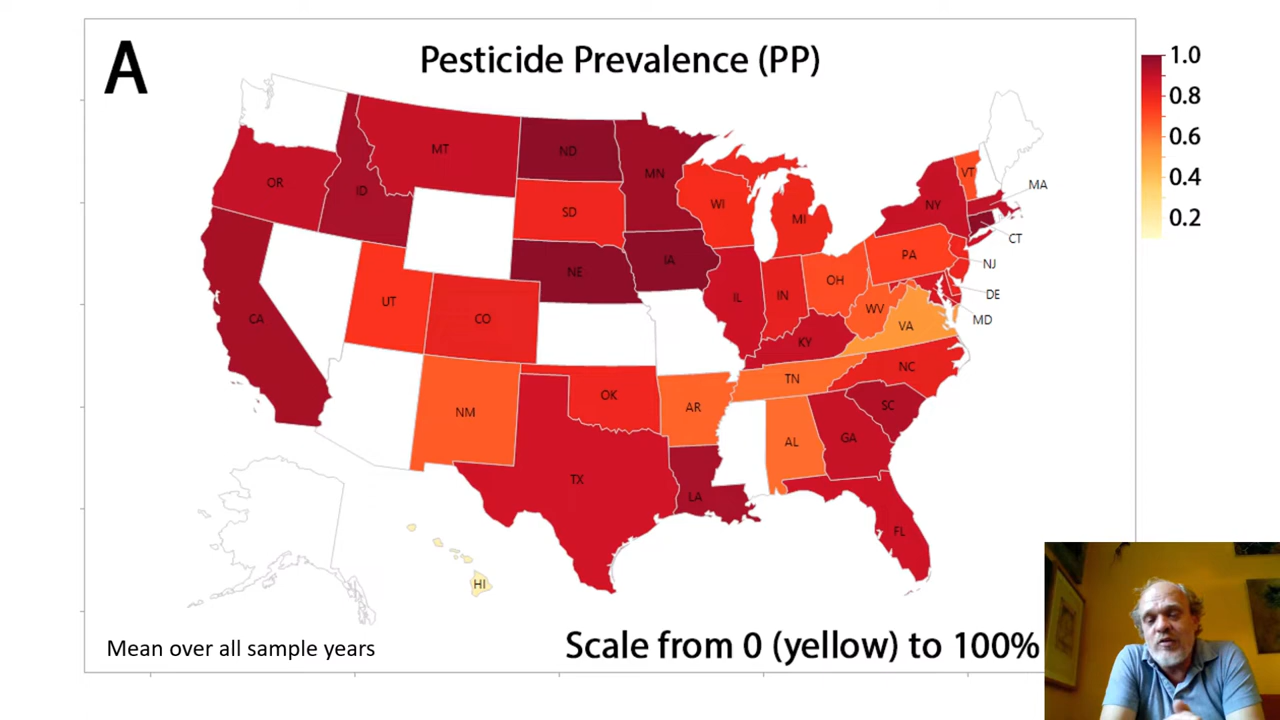 A
Pesticide Prevalence (PP)
1.0
0.8
0.6
0.4
0.2
MT
ND
MN
OR
ID
SD
WI
MI
NY
VT
MA
CT
NJ
DE
MD
NE
IA
PA
OH
IL
IN
WV
VA
UT
CO
CA
KY
NC
TN
OK
AR
NM
SC
AL
GA
TX
LA
FL
HI
Mean over all sample years
Scale from 0 (yellow) to 100%